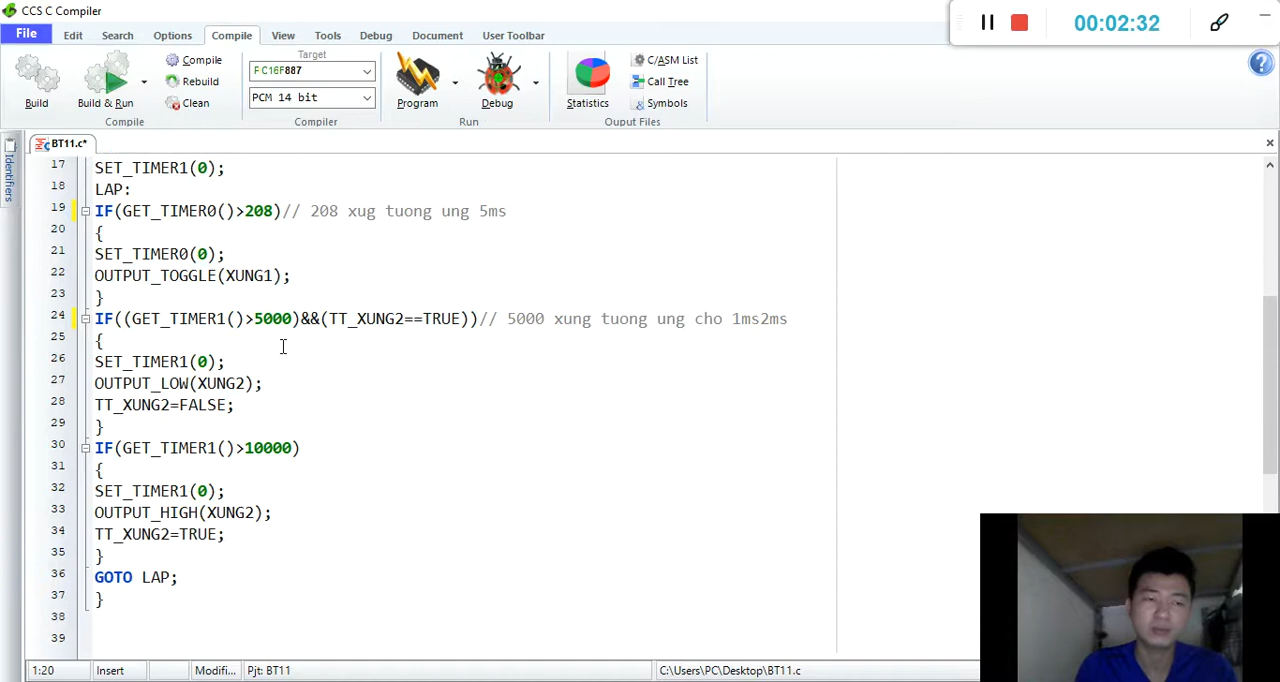 CCS C Compiler
00:02:32
File Edit Search Options Compile View Tools Debug Document User Toolbar
Build
Build & Run
Compile
Rebuild
Clean
Compile
Target
PIC16F887
PCM 14 bit
Compiler
Program
Debug
Run
Statistics
C/ASM List
Call Tree
Symbols
Ouput Files
Identifiers
BT11.c*
17 SET_TIMER1(0);
18 LAP:
19 IF(GET_TIMER0()>208)// 208 xug tuong ung 5ms
20 {
21 SET_TIMER0(0);
22 OUTPUT_TOGGLE(XUNG1);
23 }
24 IF((GET_TIMER1()>5000)&&(TT_XUNG2==TRUE))// 5000 xung tuong ung cho 1ms2ms
25 {
26 SET_TIMER1(0);
27 OUTPUT_LOW(XUNG2);
28 TT_XUNG2=FALSE;
29 }
30 IF(GET_TIMER1()>10000)
31 {
32 SET_TIMER1(0);
33 OUTPUT_HIGH(XUNG2);
34 TT_XUNG2=TRUE;
35 }
36 GOTO LAP;
37 }
38
39
1:20 Insert Modifi... Pjt: BT11 C:\Users\PC\Desktop\BT11.c